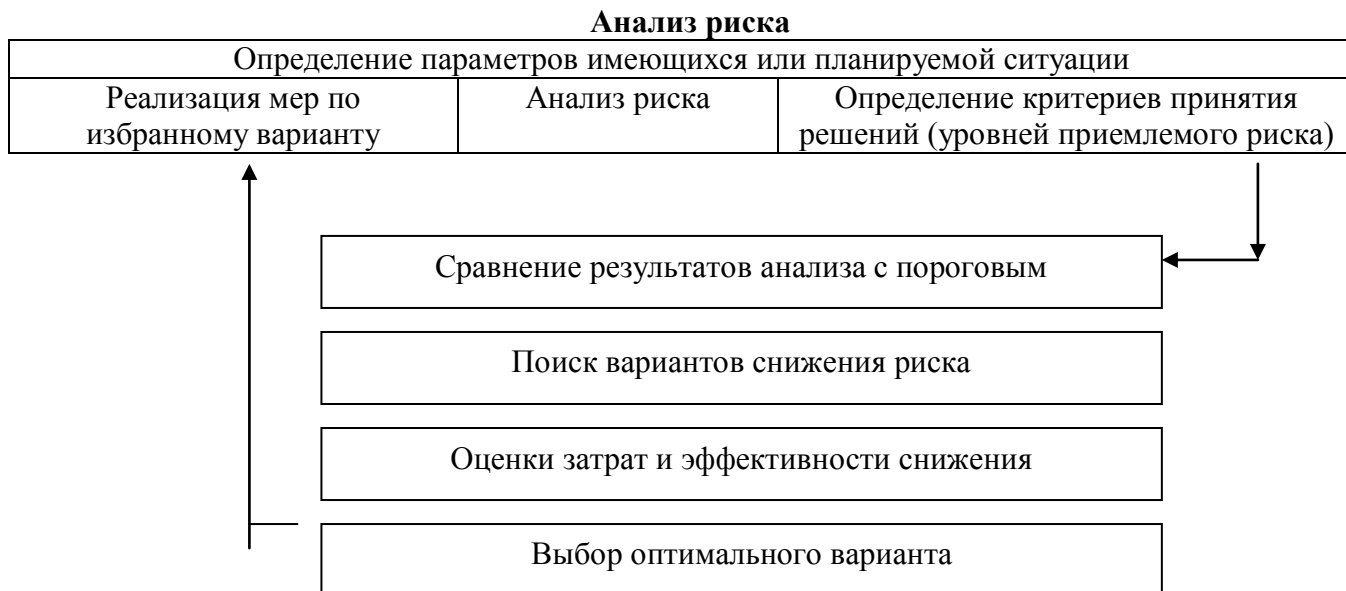 Анализ риска
Определение параметров имеющихся или планируемой ситуации
Реализация мер по
избранному варианту
Анализ риска
Определение критериев принятия
решений (уровней приемлемого риска)
Сравнение результатов анализа с пороговым
Поиск вариантов снижения риска
Оценки затрат и эффективности снижения
Выбор оптимального варианта